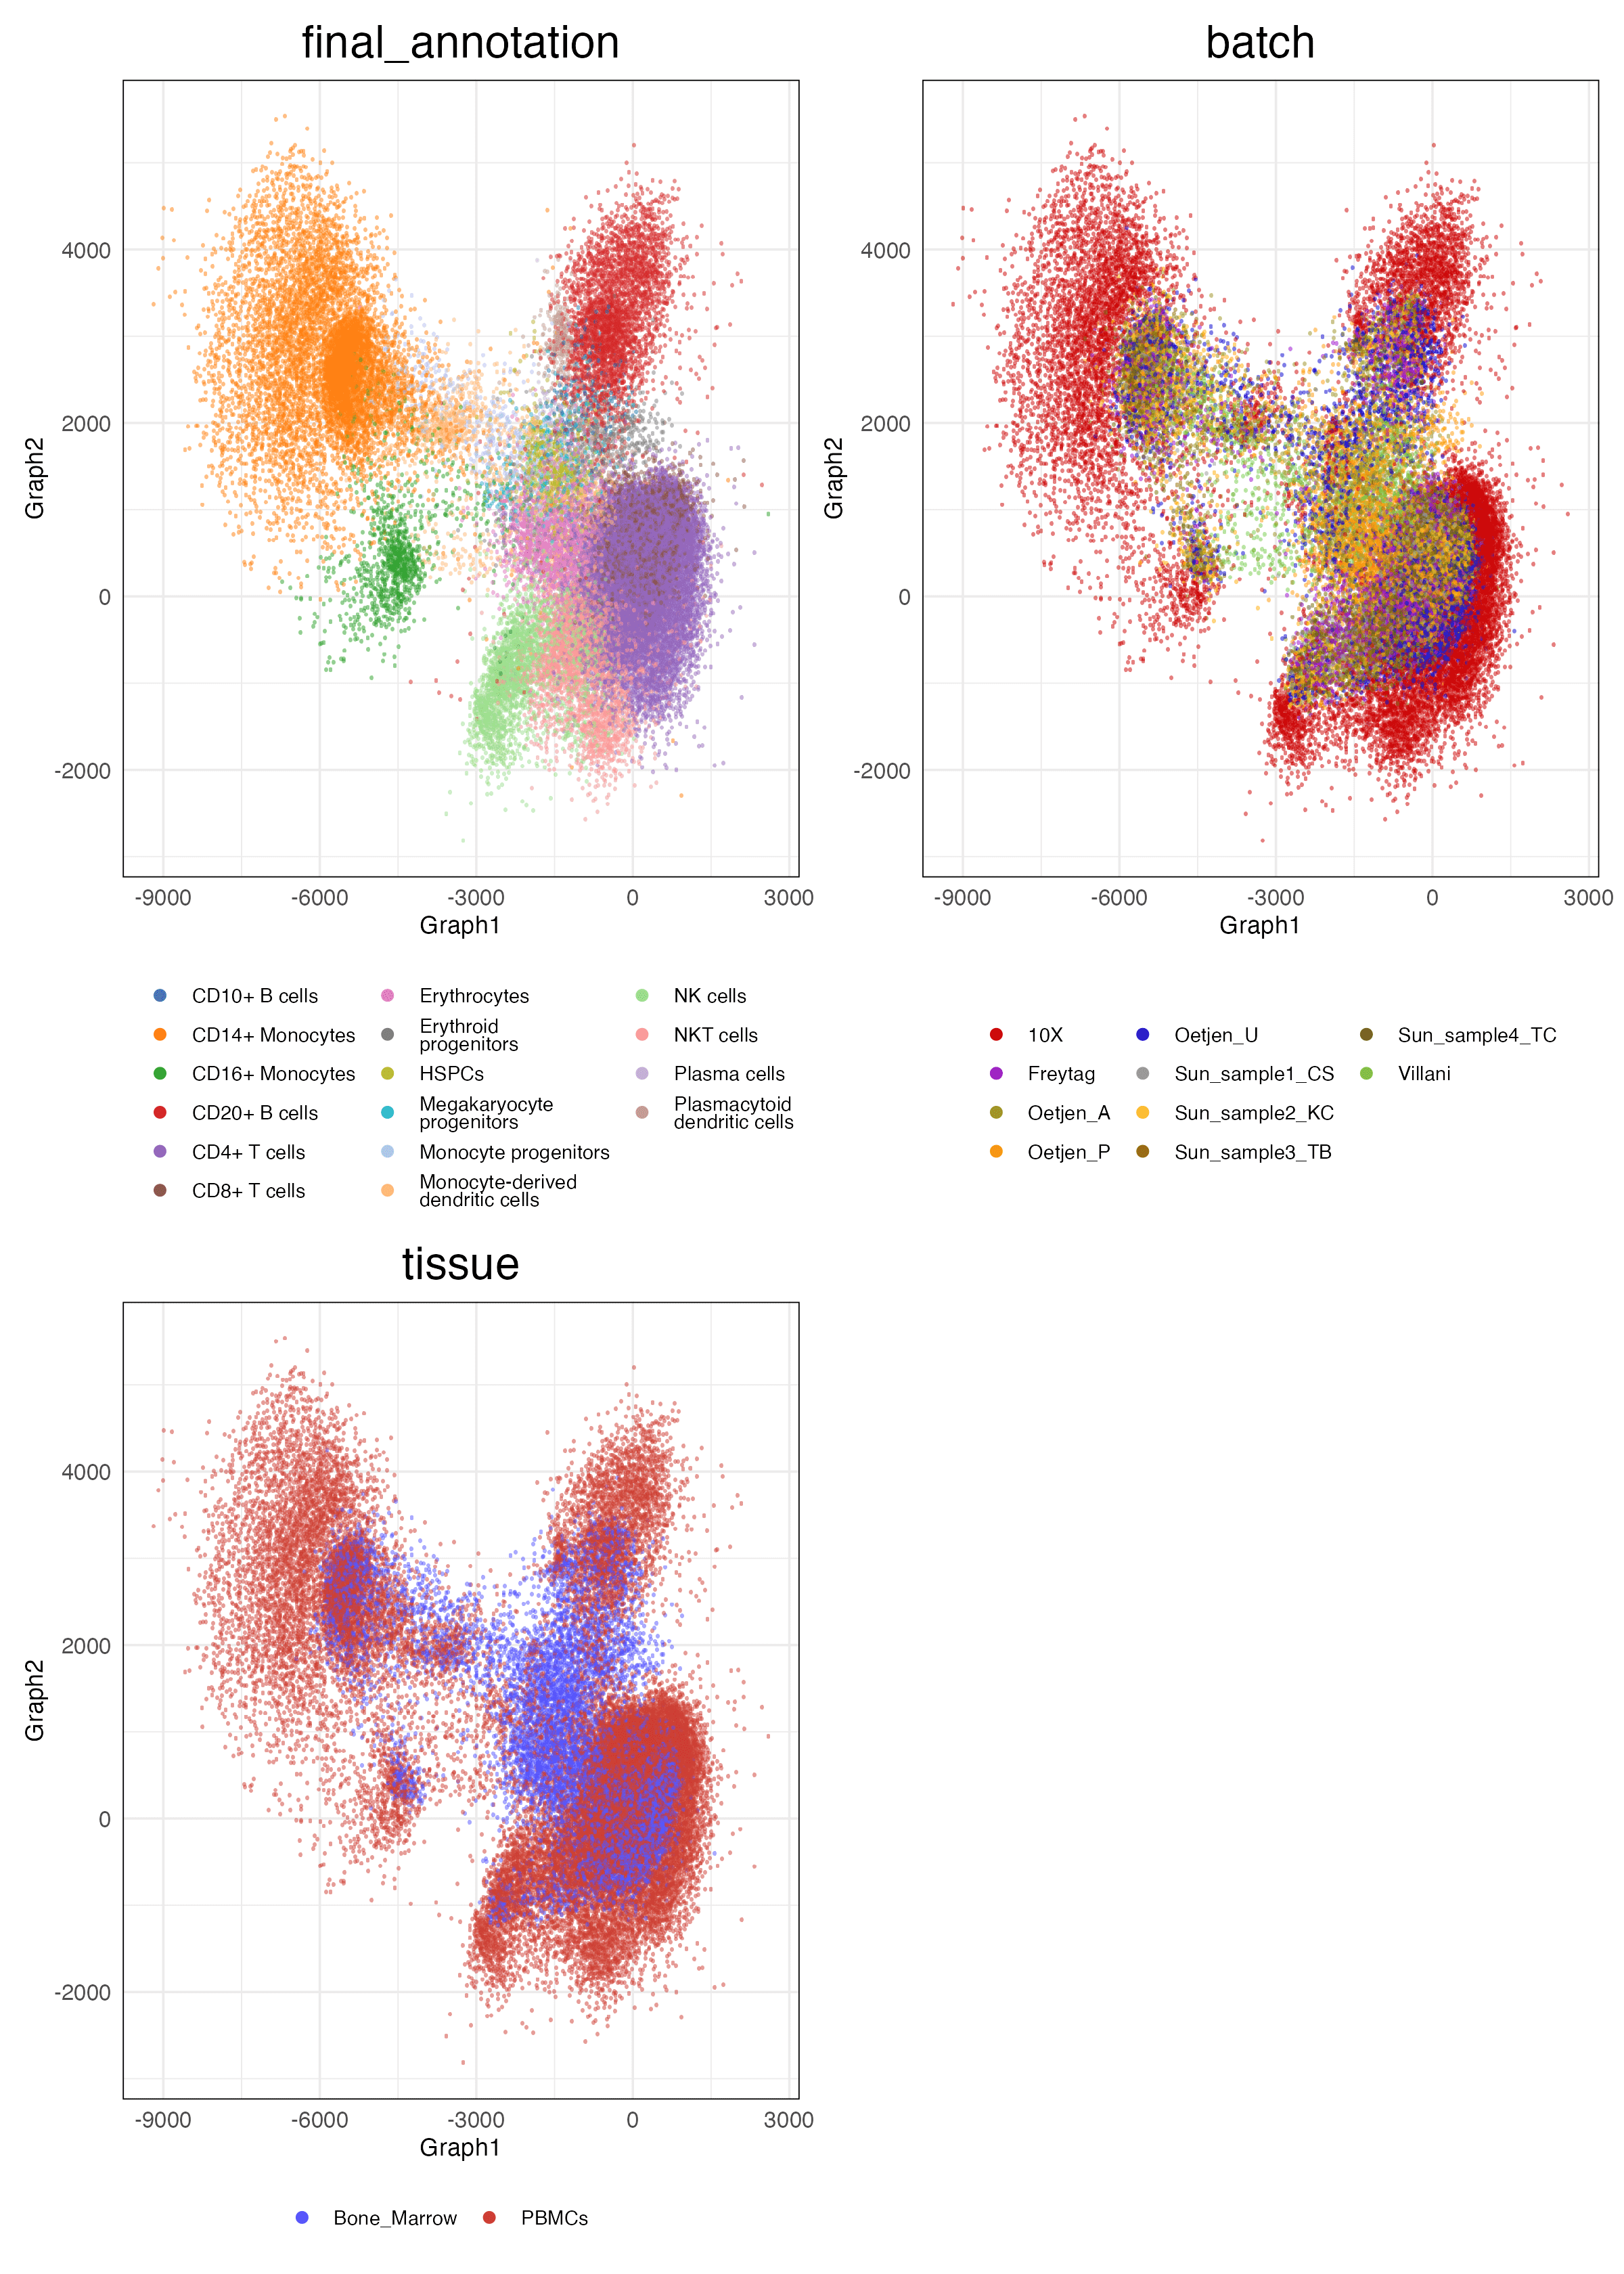 final_annotation
batch
4000
2000
0
-2000
Graph2
-9000
-6000
-3000
0
3000
Graph1
4000
2000
0
-2000
Graph2
-9000
-6000
-3000
0
3000
Graph1
CD10+ B cells
CD14+ Monocytes
CD16+ Monocytes
CD20+ B cells
CD4+ T cells
CD8+ T cells
Erythrocytes
Erythroid
progenitors
HSPCs
Megakaryocyte
progenitors
Monocyte progenitors
Monocyte-derived
dendritic cells
NK cells
NKT cells
Plasma cells
Plasmacytoid
dendritic cells
10X
Freytag
Oetjen_A
Oetjen_P
Oetjen_U
Sun_sample1_CS
Sun_sample2_KC
Sun_sample3_TB
Sun_sample4_TC
Villani
tissue
4000
2000
0
-2000
Graph2
-9000
-6000
-3000
0
3000
Graph1
Bone_Marrow
PBMCs